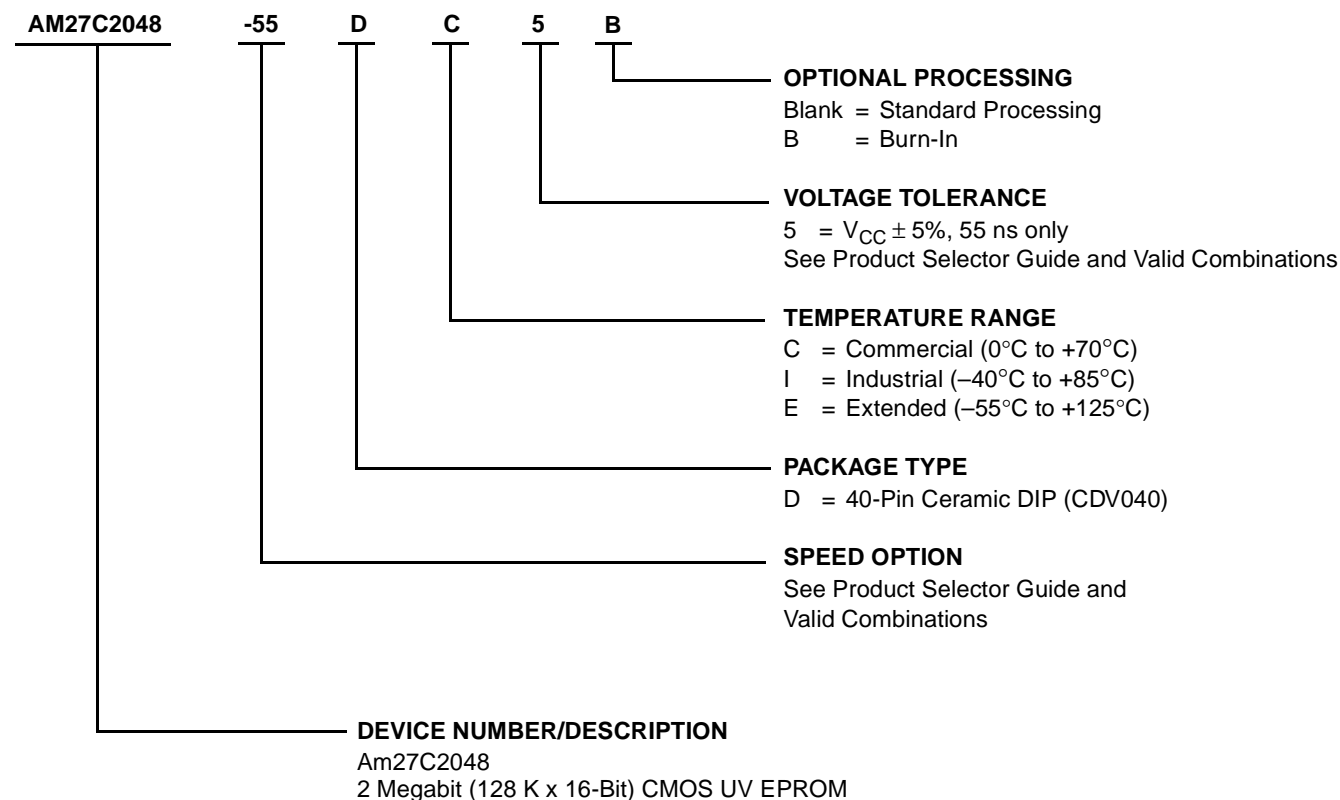 AM27C2048 -55 D C 5 B
OPTIONAL PROCESSING
Blank = Standard Processing
B = Burn-In
VOLTAGE TOLERANCE
5 = VCC ± 5%, 55 ns only
See Product Selector Guide and Valid Combinations
TEMPERATURE RANGE
C = Commercial (0°C to +70°C)
I = Industrial (–40°C to +85°C)
E = Extended (–55°C to +125°C)
PACKAGE TYPE
D = 40-Pin Ceramic DIP (CDV040)
SPEED OPTION
See Product Selector Guide and
Valid Combinations
DEVICE NUMBER/DESCRIPTION
Am27C2048
2 Megabit (128 K x 16-Bit) CMOS UV EPROM